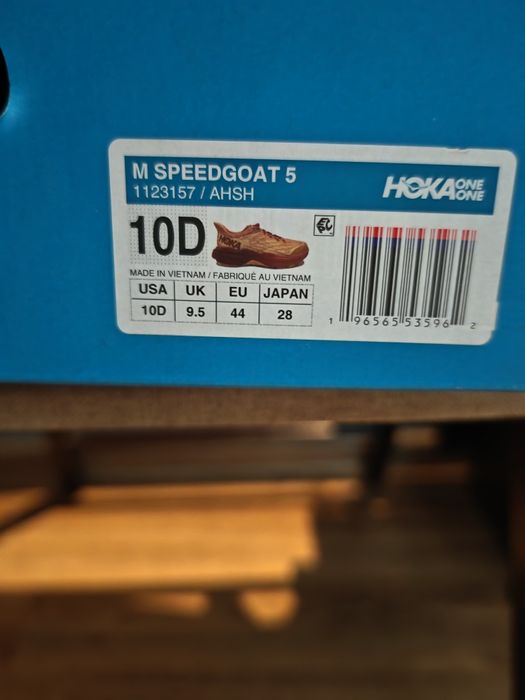 M SPEEDGOAT 5
1123157 / AHSH
HOKA ONE ONE
10D
HOKA
MADE IN VIETNAM / FABRIQUÉ AU VIETNAM
USA UK EU JAPAN
10D 9.5 44 28
1 96565 53596 2